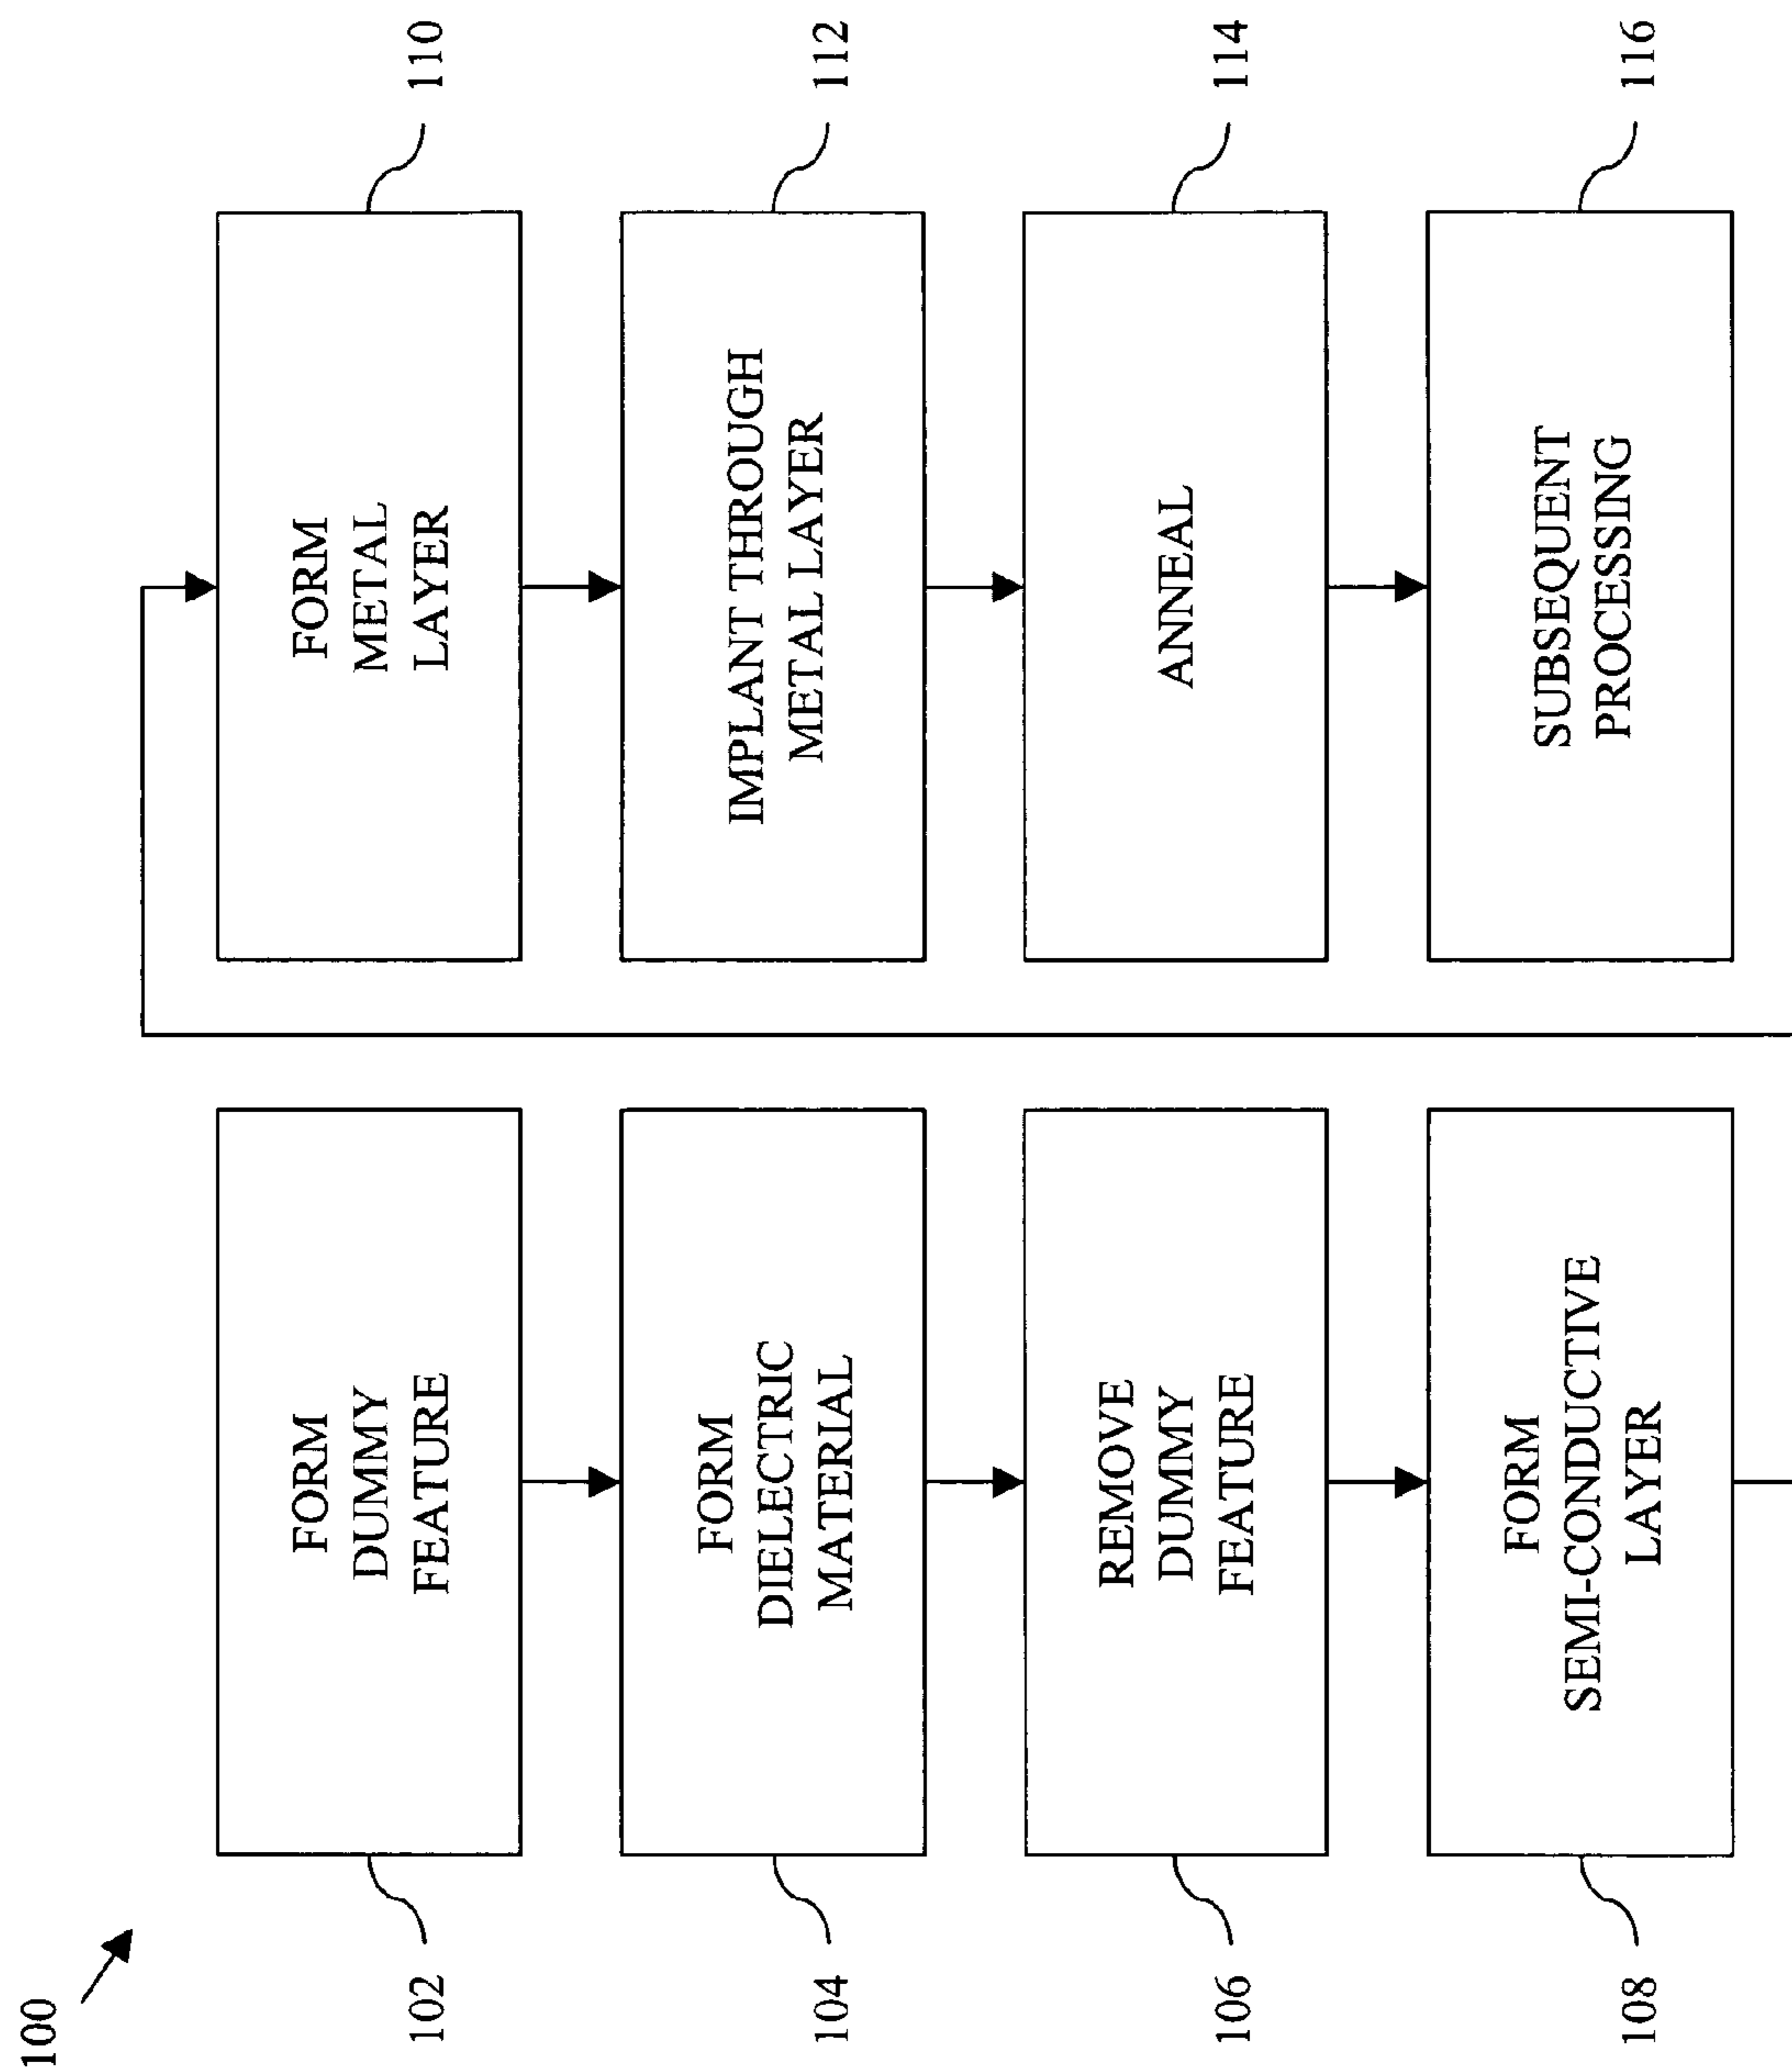 100
102
FORM
DUMMY
FEATURE
104
FORM
DIELECTRIC
MATERIAL
106
REMOVE
DUMMY
FEATURE
108
FORM
SEMI-CONDUCTIVE
LAYER
FORM
METAL
LAYER
110
IMPLANT THROUGH
METAL LAYER
112
ANNEAL
114
SUBSEQUENT
PROCESSING
116